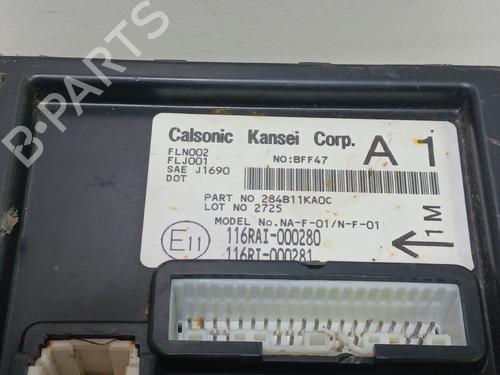 Calsonic Kansei Corp.
A 1
FLN002
FLJ001
SAE J1690
DOT
NO:BFF47
PART NO 284B11KA0C
LOT NO 2725
MODEL No.NA-F-01/N-F-01
E11
116RAI-000280
116RI-000281
1M
B-PARTS